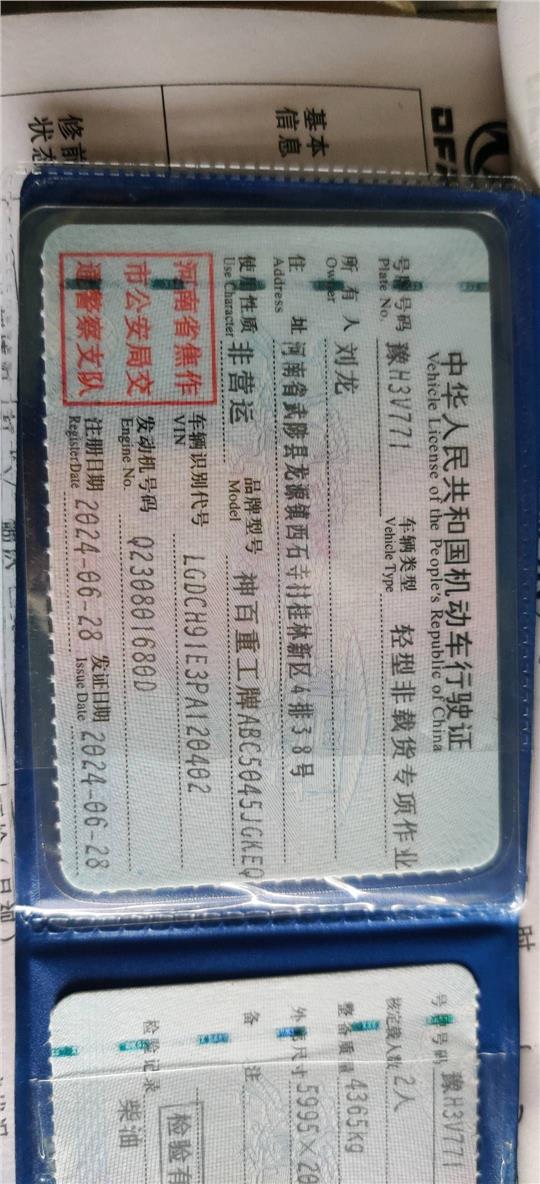 中华人民共和国机动车行驶证
Vehicle License of the People's Republic of China
号牌号码 豫H3V771 车辆类型 轻型非载货专项作业
Plate No. Vehicle Type
所有人 刘龙
Owner
住址 河南省武陟县龙源镇西石寺村桂林新区4排38号
Address
使用性质 非营运 品牌型号 神百重工牌ABC5045JGKEQ
Use Character Model
河南省焦作
市公安局交
通警察支队
车辆识别代号 LGDCH91E3PA120402
VIN
发动机号码 Q230801680D
Engine No.
注册日期 2024-06-28 发证日期 2024-06-28
Register Date Issue Date
号牌号码 豫H3V771
核定载人数 2人
整备质量 4365kg
外廓尺寸 5995×20
备注
检验记录
检验有
柴油
基本
信息
修前
状态
时